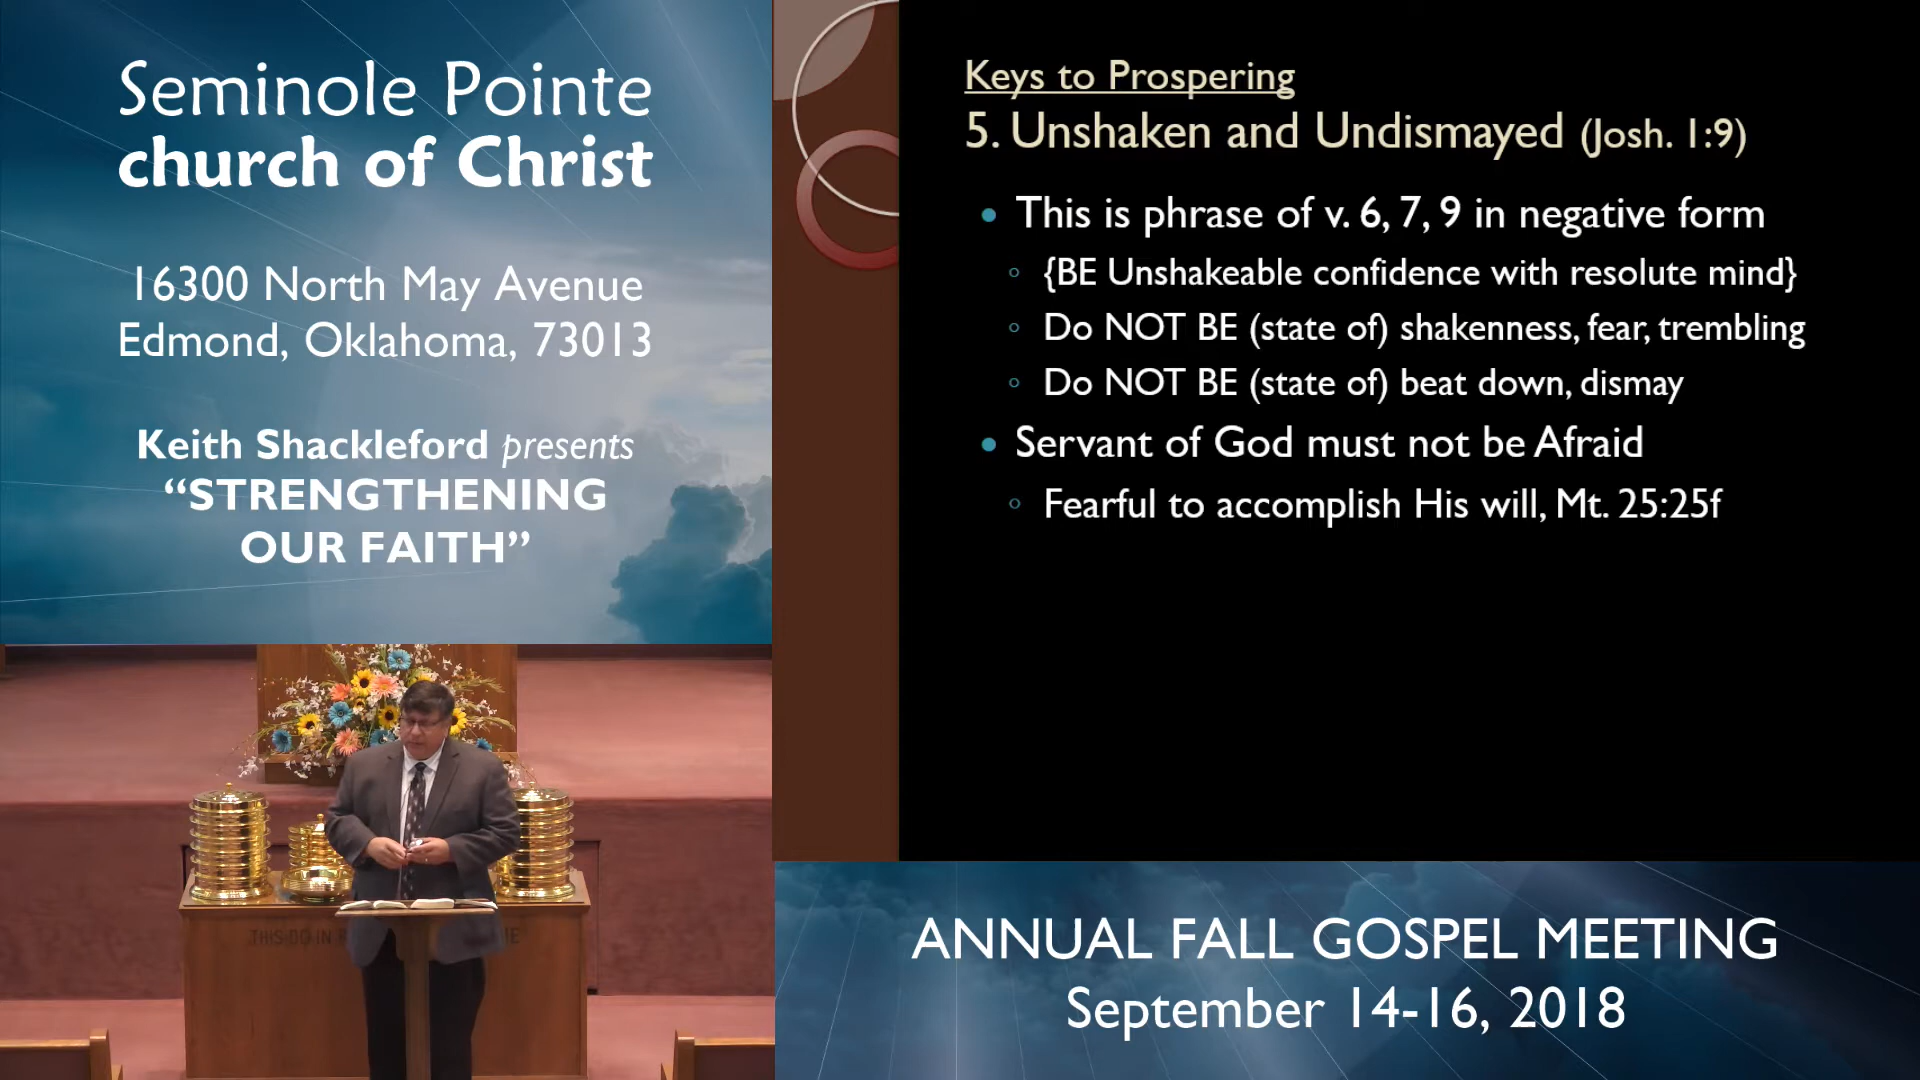 Seminole Pointe
church of Christ
16300 North May Avenue
Edmond, Oklahoma, 73013
Keith Shackleford presents
“STRENGTHENING
OUR FAITH”
Keys to Prospering
5. Unshaken and Undismayed (Josh. 1:9)
• This is phrase of v. 6, 7, 9 in negative form
◦ {BE Unshakeable confidence with resolute mind}
◦ Do NOT BE (state of) shakenness, fear, trembling
◦ Do NOT BE (state of) beat down, dismay
• Servant of God must not be Afraid
◦ Fearful to accomplish His will, Mt. 25:25f
THIS DO IN
ANNUAL FALL GOSPEL MEETING
September 14-16, 2018